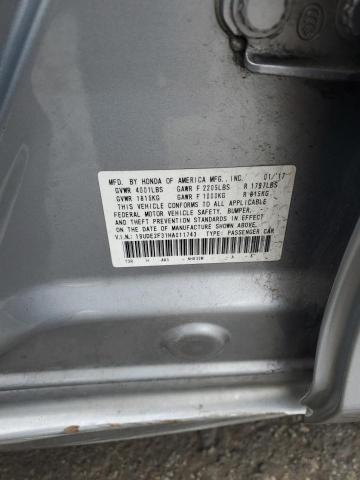 MFD. BY HONDA OF AMERICA MFG., INC. 01/17
GVWR 4001LBS GAWR F 2205LBS R 1797LBS
GVWR 1815KG GAWR F 1000KG R 815KG
THIS VEHICLE CONFORMS TO ALL APPLICABLE
FEDERAL MOTOR VEHICLE SAFETY, BUMPER,
AND THEFT PREVENTION STANDARDS IN EFFECT ON
THE DATE OF MANUFACTURE SHOWN ABOVE.
V.I.N.: 19UDE2F31HA011743 TYPE: PASSENGER CAR